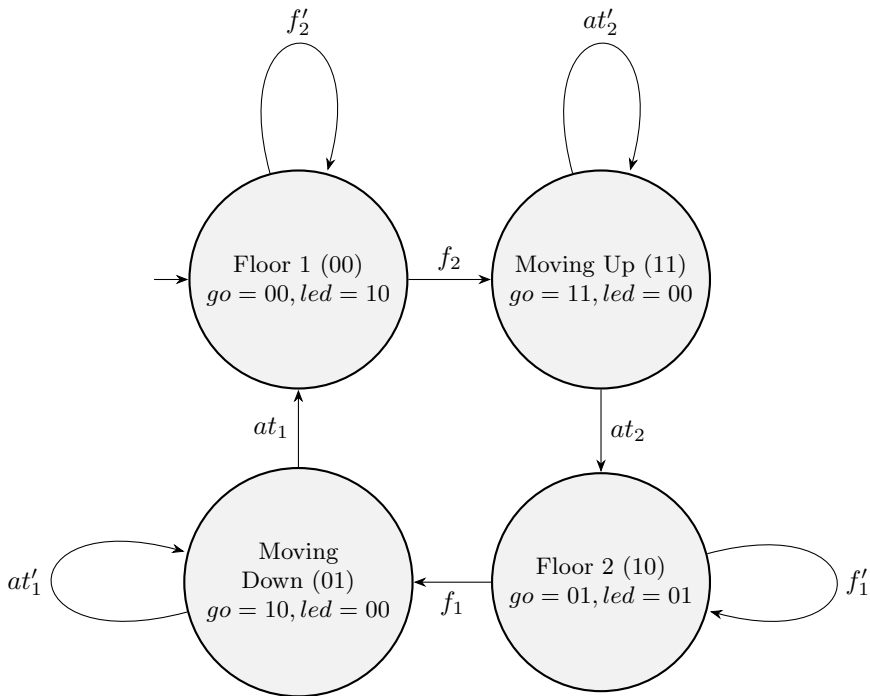 f′₂
at′₂
Floor 1 (00)
go = 00, led = 10
f₂
Moving Up (11)
go = 11, led = 00
at₁
at₂
at′₁
Moving
Down (01)
go = 10, led = 00
f₁
Floor 2 (10)
go = 01, led = 01
f′₁